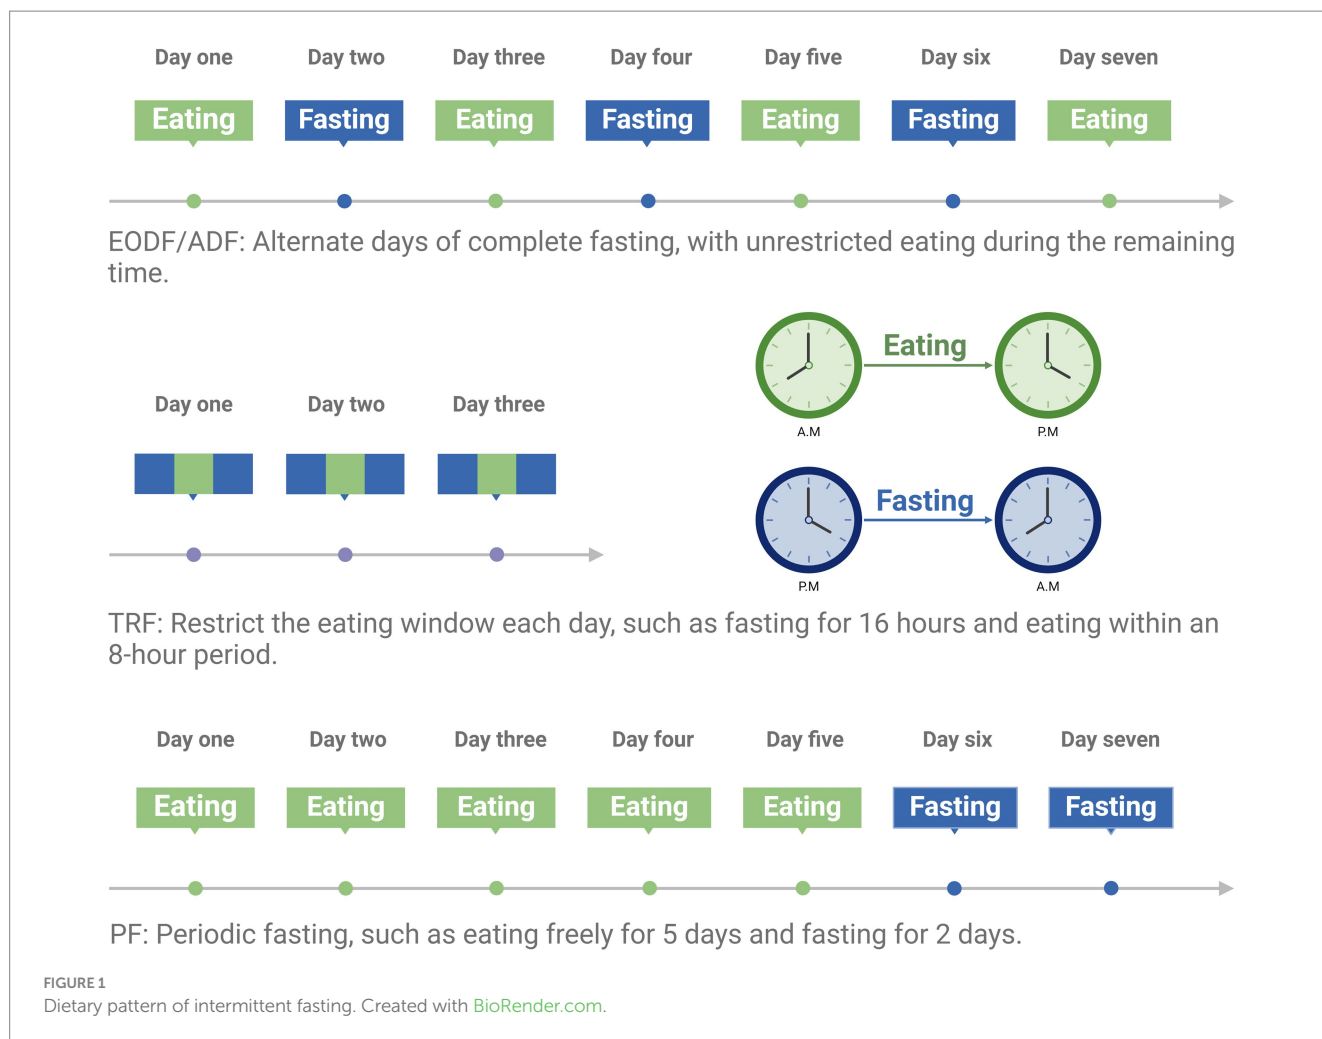 Day one Day two Day three Day four Day five Day six Day seven
Eating Fasting Eating Fasting Eating Fasting Eating
EODF/ADF: Alternate days of complete fasting, with unrestricted eating during the remaining
time.
Eating
A.M P.M
Day one Day two Day three
Fasting
P.M A.M
TRF: Restrict the eating window each day, such as fasting for 16 hours and eating within an
8-hour period.
Day one Day two Day three Day four Day five Day six Day seven
Eating Eating Eating Eating Eating Fasting Fasting
PF: Periodic fasting, such as eating freely for 5 days and fasting for 2 days.
FIGURE 1
Dietary pattern of intermittent fasting. Created with BioRender.com.